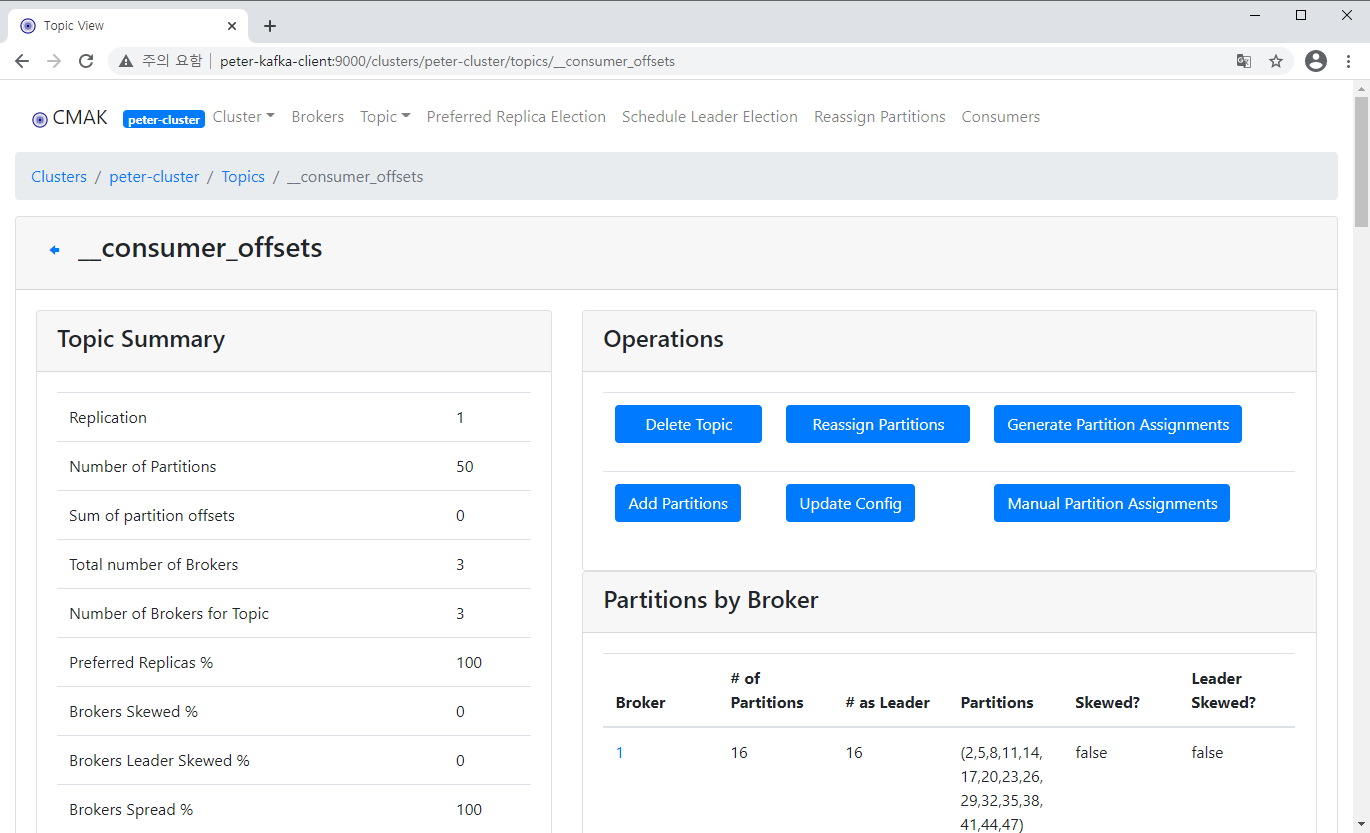 Topic View
주의 요함
peter-kafka-client:9000/clusters/peter-cluster/topics/__consumer_offsets
CMAK peter-cluster Cluster Brokers Topic Preferred Replica Election Schedule Leader Election Reassign Partitions Consumers
Clusters / peter-cluster / Topics / __consumer_offsets
__consumer_offsets
Topic Summary
Replication 1
Number of Partitions 50
Sum of partition offsets 0
Total number of Brokers 3
Number of Brokers for Topic 3
Preferred Replicas % 100
Brokers Skewed % 0
Brokers Leader Skewed % 0
Brokers Spread % 100
Operations
Delete Topic Reassign Partitions Generate Partition Assignments
Add Partitions Update Config Manual Partition Assignments
Partitions by Broker
Broker # of Partitions # as Leader Partitions Skewed? Leader Skewed?
1 16 16 (2,5,8,11,14, false false
17,20,23,26,
29,32,35,38,
41,44,47)